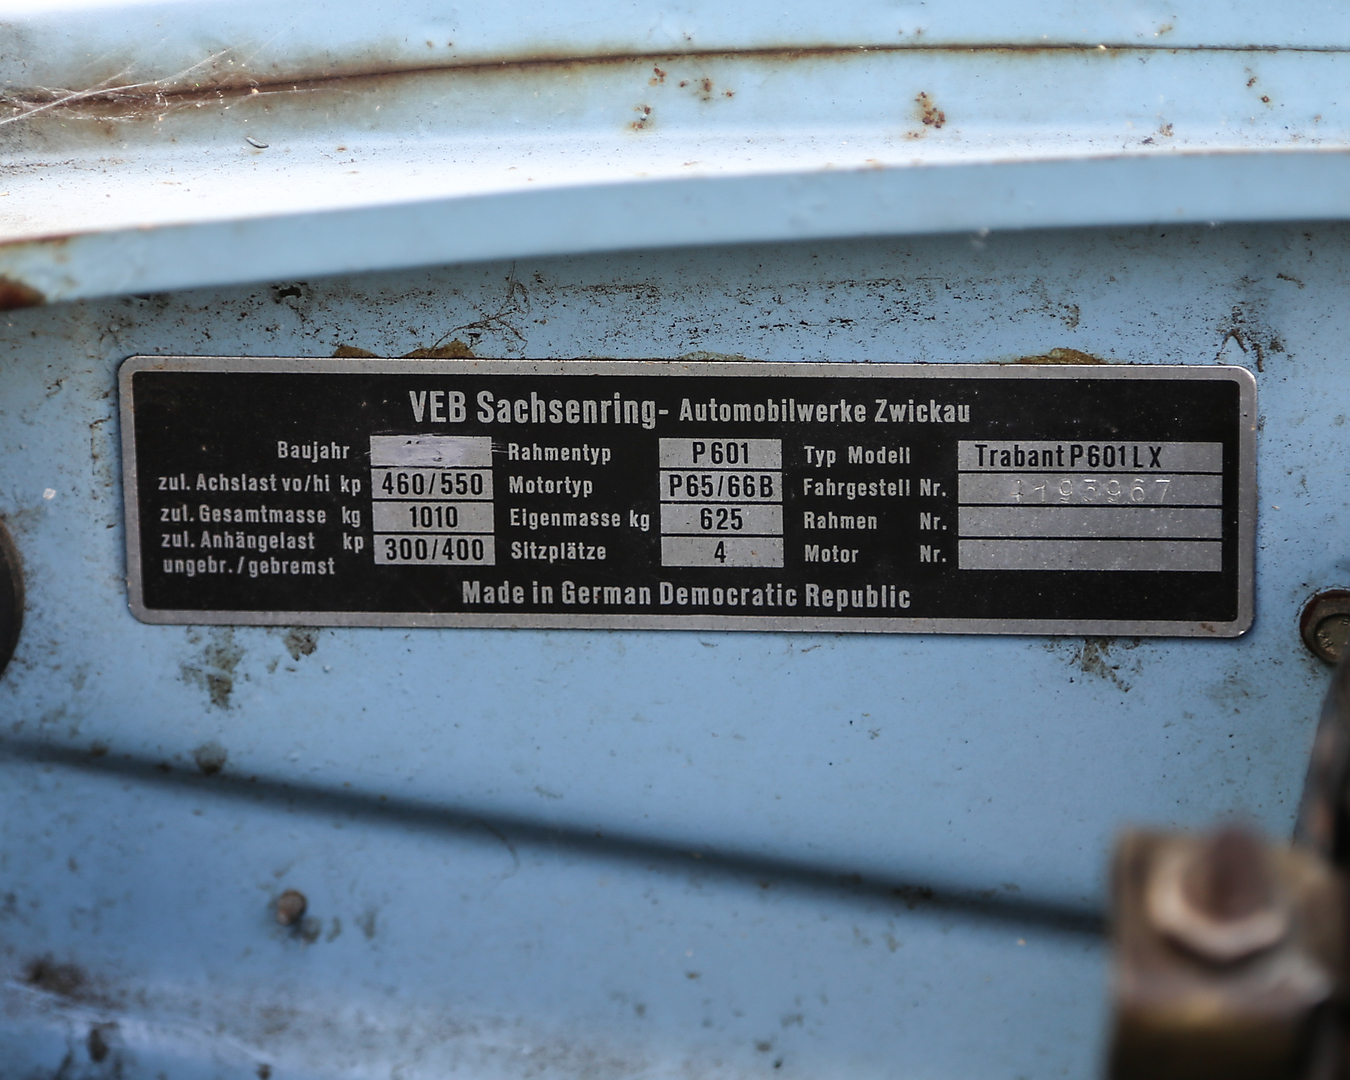 VEB Sachsenring- Automobilwerke Zwickau
Baujahr Rahmentyp P601 Typ Modell Trabant P601 LX
zul. Achslast vo/hi kp 460/550 Motortyp P65/66B Fahrgestell Nr. 4193967
zul. Gesamtmasse kg 1010 Eigenmasse kg 625 Rahmen Nr.
zul. Anhängelast kp 300/400 Sitzplätze 4 Motor Nr.
ungebr./gebremst
Made in German Democratic Republic